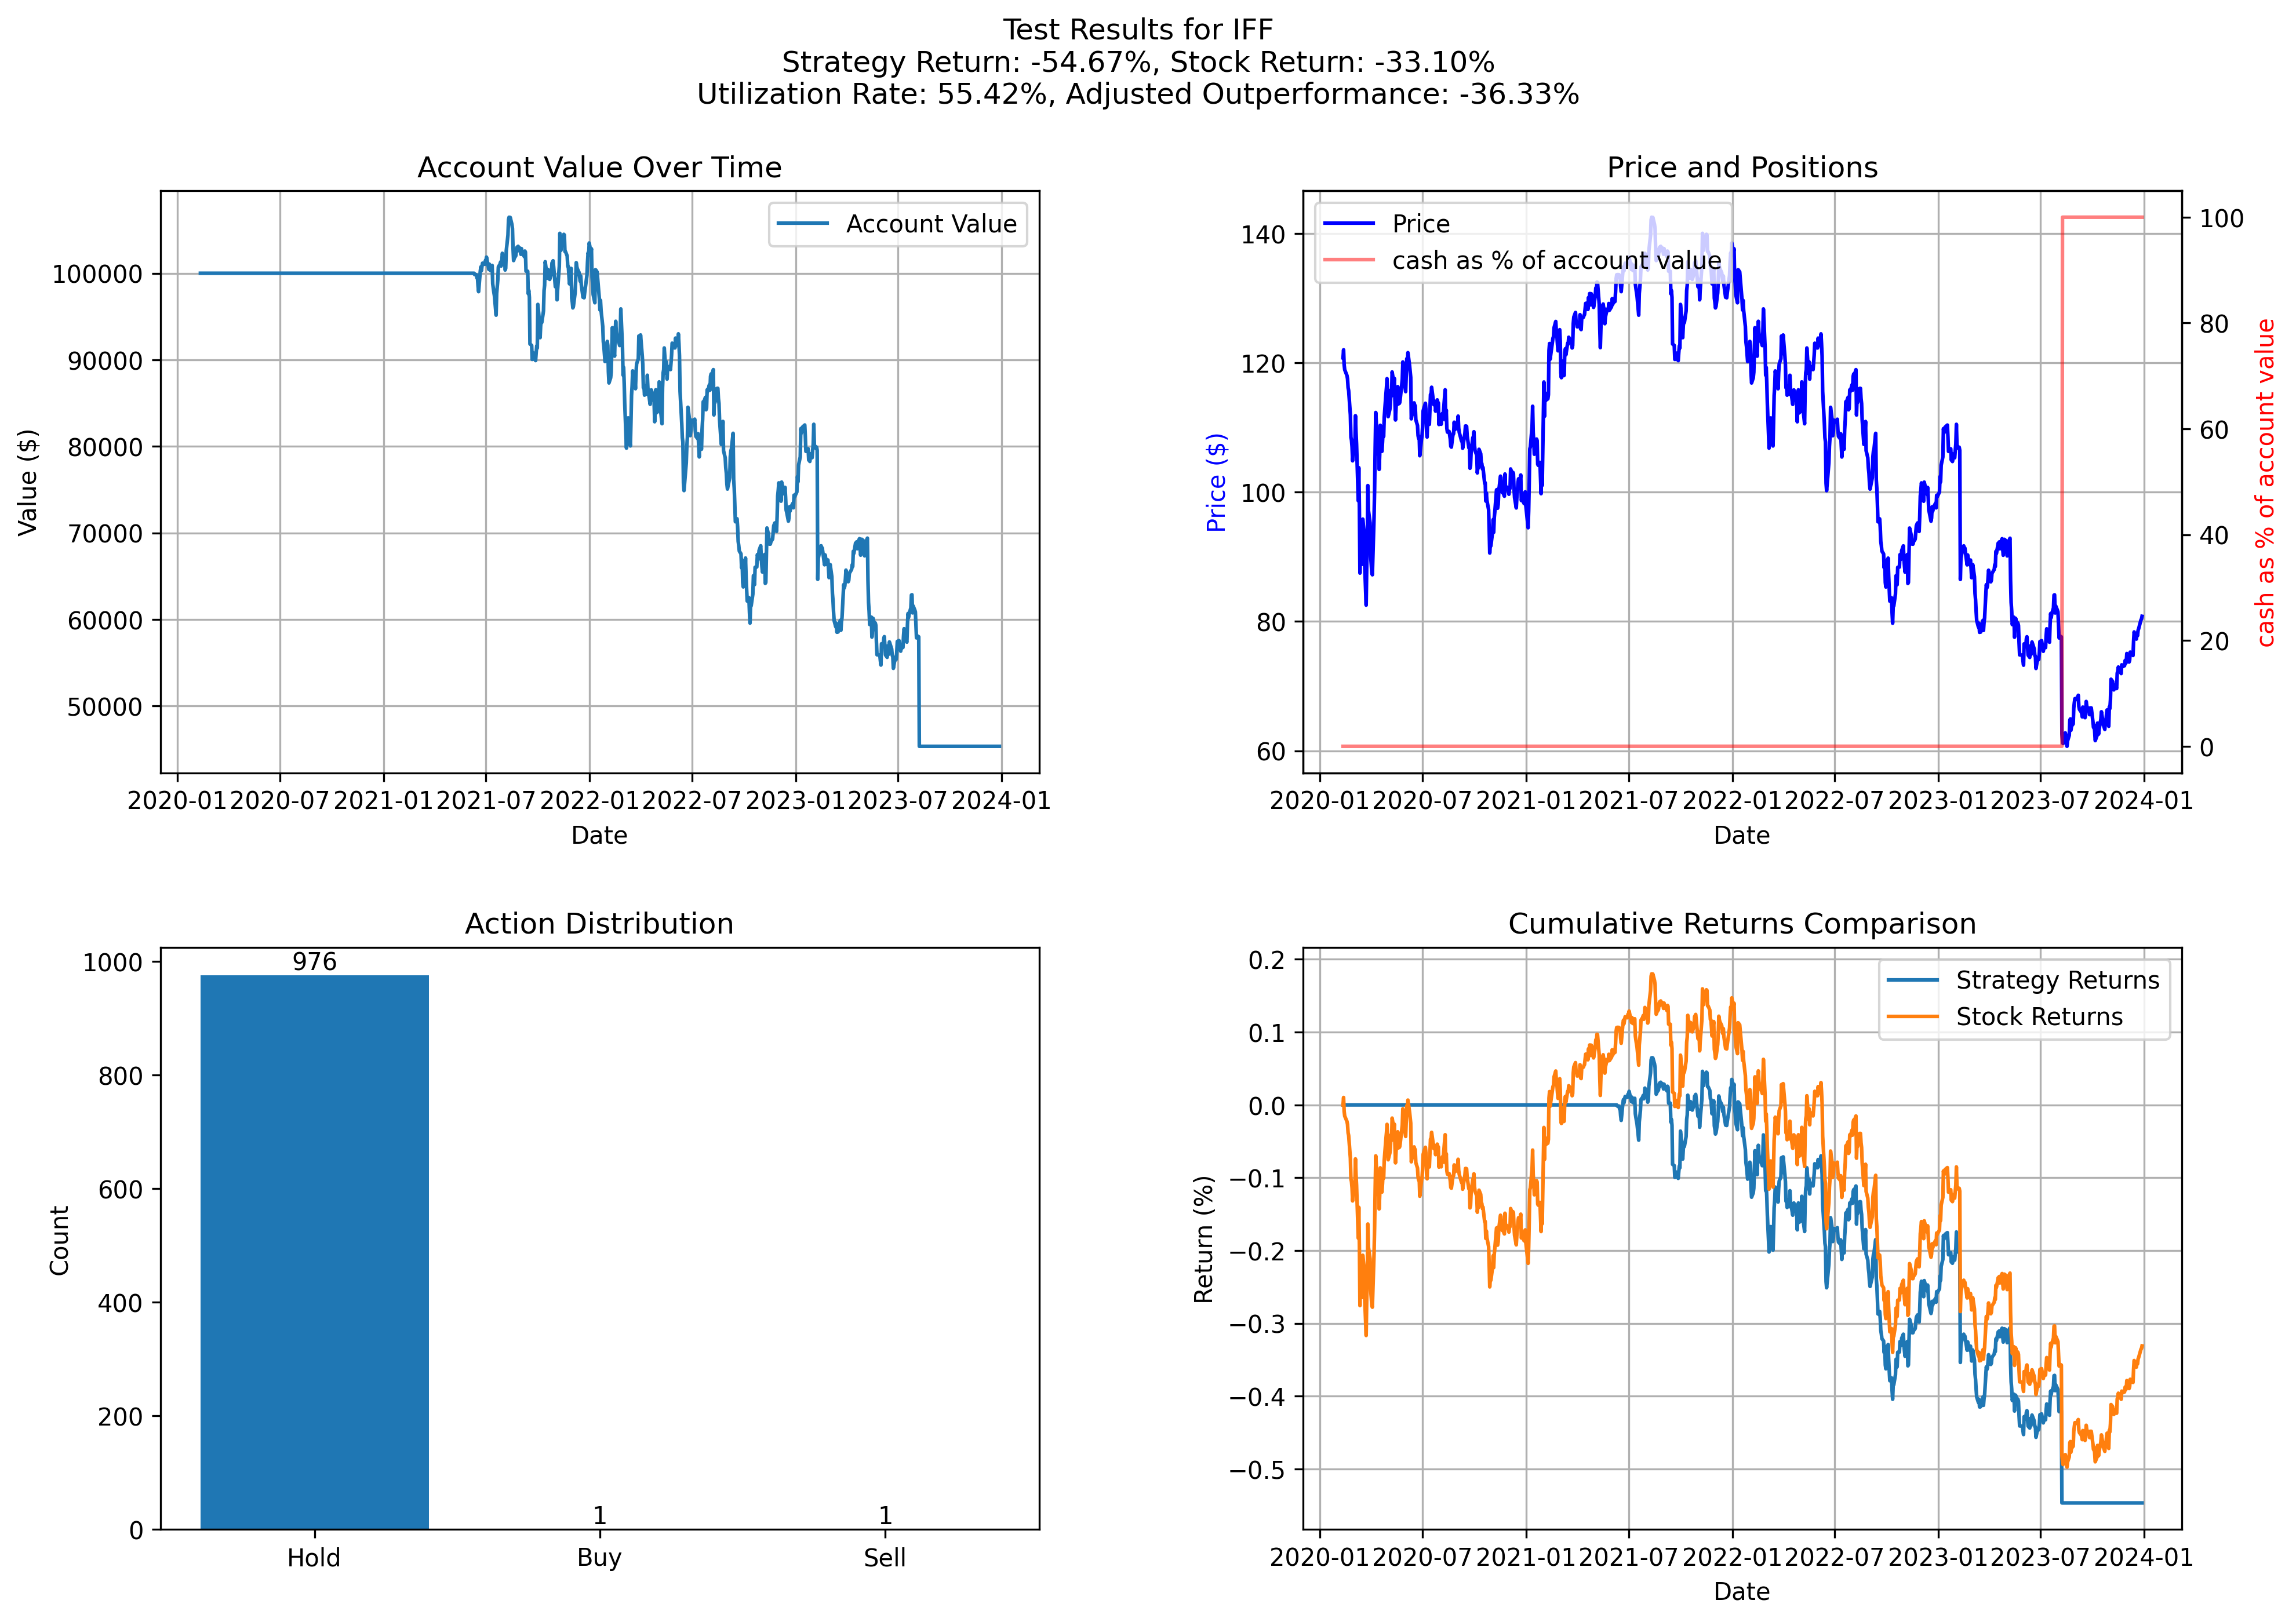 Test Results for IFF
Strategy Return: -54.67%, Stock Return: -33.10%
Utilization Rate: 55.42%, Adjusted Outperformance: -36.33%
Account Value Over Time
Account Value
100000
90000
80000
70000
60000
50000
Value ($)
2020-01 2020-07 2021-01 2021-07 2022-01 2022-07 2023-01 2023-07 2024-01
Date
Price and Positions
Price
cash as % of account value
140
120
100
80
60
Price ($)
100
80
60
40
20
0
cash as % of account value
2020-01 2020-07 2021-01 2021-07 2022-01 2022-07 2023-01 2023-07 2024-01
Date
Action Distribution
1000
800
600
400
200
0
Count
976
1
1
Hold
Buy
Sell
Cumulative Returns Comparison
Strategy Returns
Stock Returns
0.2
0.1
0.0
−0.1
−0.2
−0.3
−0.4
−0.5
Return (%)
2020-01 2020-07 2021-01 2021-07 2022-01 2022-07 2023-01 2023-07 2024-01
Date